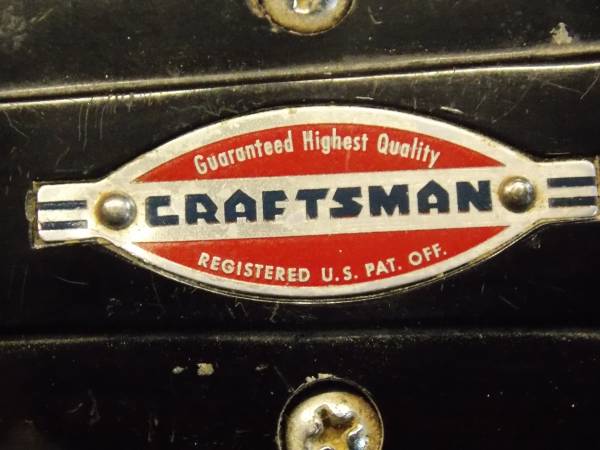 Guaranteed Highest Quality
CRAFTSMAN
REGISTERED U.S. PAT. OFF.